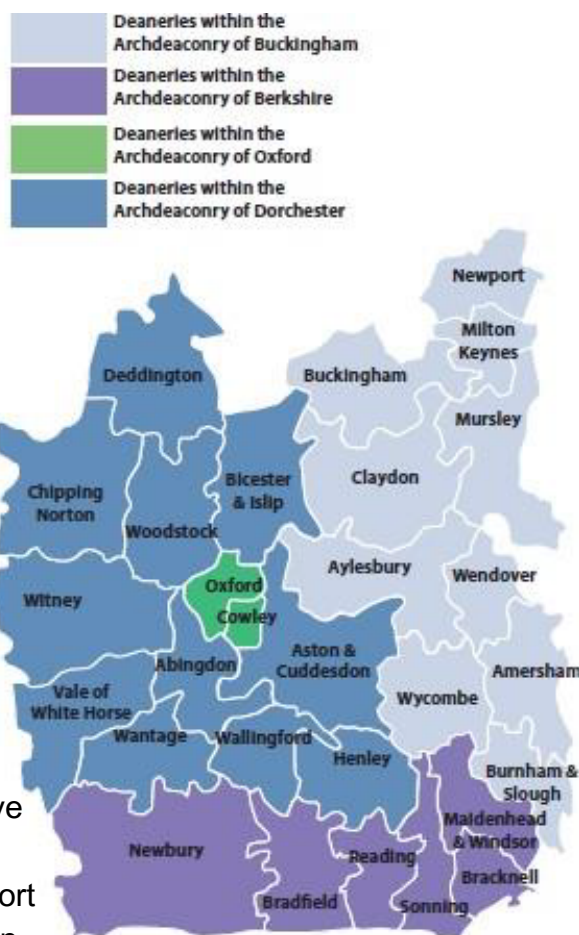 Deaneries within the
Archdeaconry of Buckingham
Deaneries within the
Archdeaconry of Berkshire
Deaneries within the
Archdeaconry of Oxford
Deaneries within the
Archdeaconry of Dorchester
Newport
Milton
Keynes
Deddington
Buckingham
Mursley
Bicester
& Islip
Claydon
Chipping
Norton
Woodstock
Aylesbury
Wendover
Oxford
Witney
Cowley
Aston &
Cuddesdon
Abingdon
Amersham
Vale of
White Horse
Wycombe
Wantage
Wallingford
Henley
Burnham &
Slough
ve
Maidenhead
& Windsor
Newbury
Reading
Bracknell
ort
Bradfield
Sonning